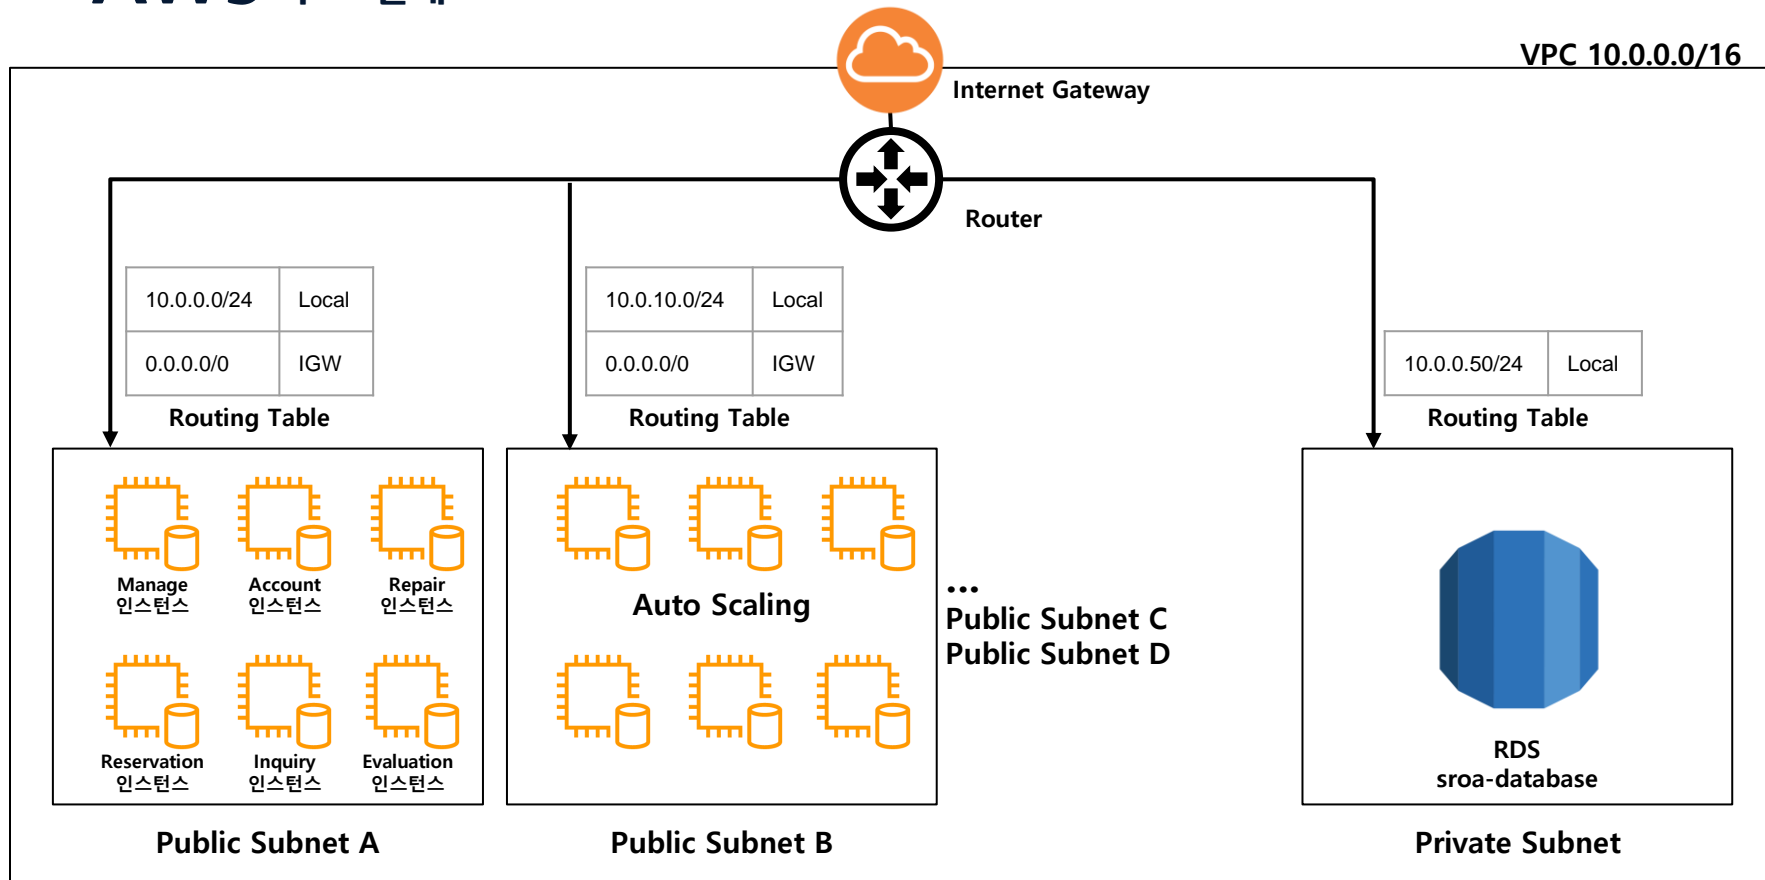 AWS
VPC 10.0.0.0/16
Internet Gateway
Router
10.0.0.0/24 Local
0.0.0.0/0 IGW
Routing Table
10.0.10.0/24 Local
0.0.0.0/0 IGW
Routing Table
10.0.0.50/24 Local
Routing Table
Manage
인스턴스
Account
인스턴스
Repair
인스턴스
Reservation
인스턴스
Inquiry
인스턴스
Evaluation
인스턴스
Public Subnet A
Auto Scaling
Public Subnet B
...
Public Subnet C
Public Subnet D
RDS
sroa-database
Private Subnet